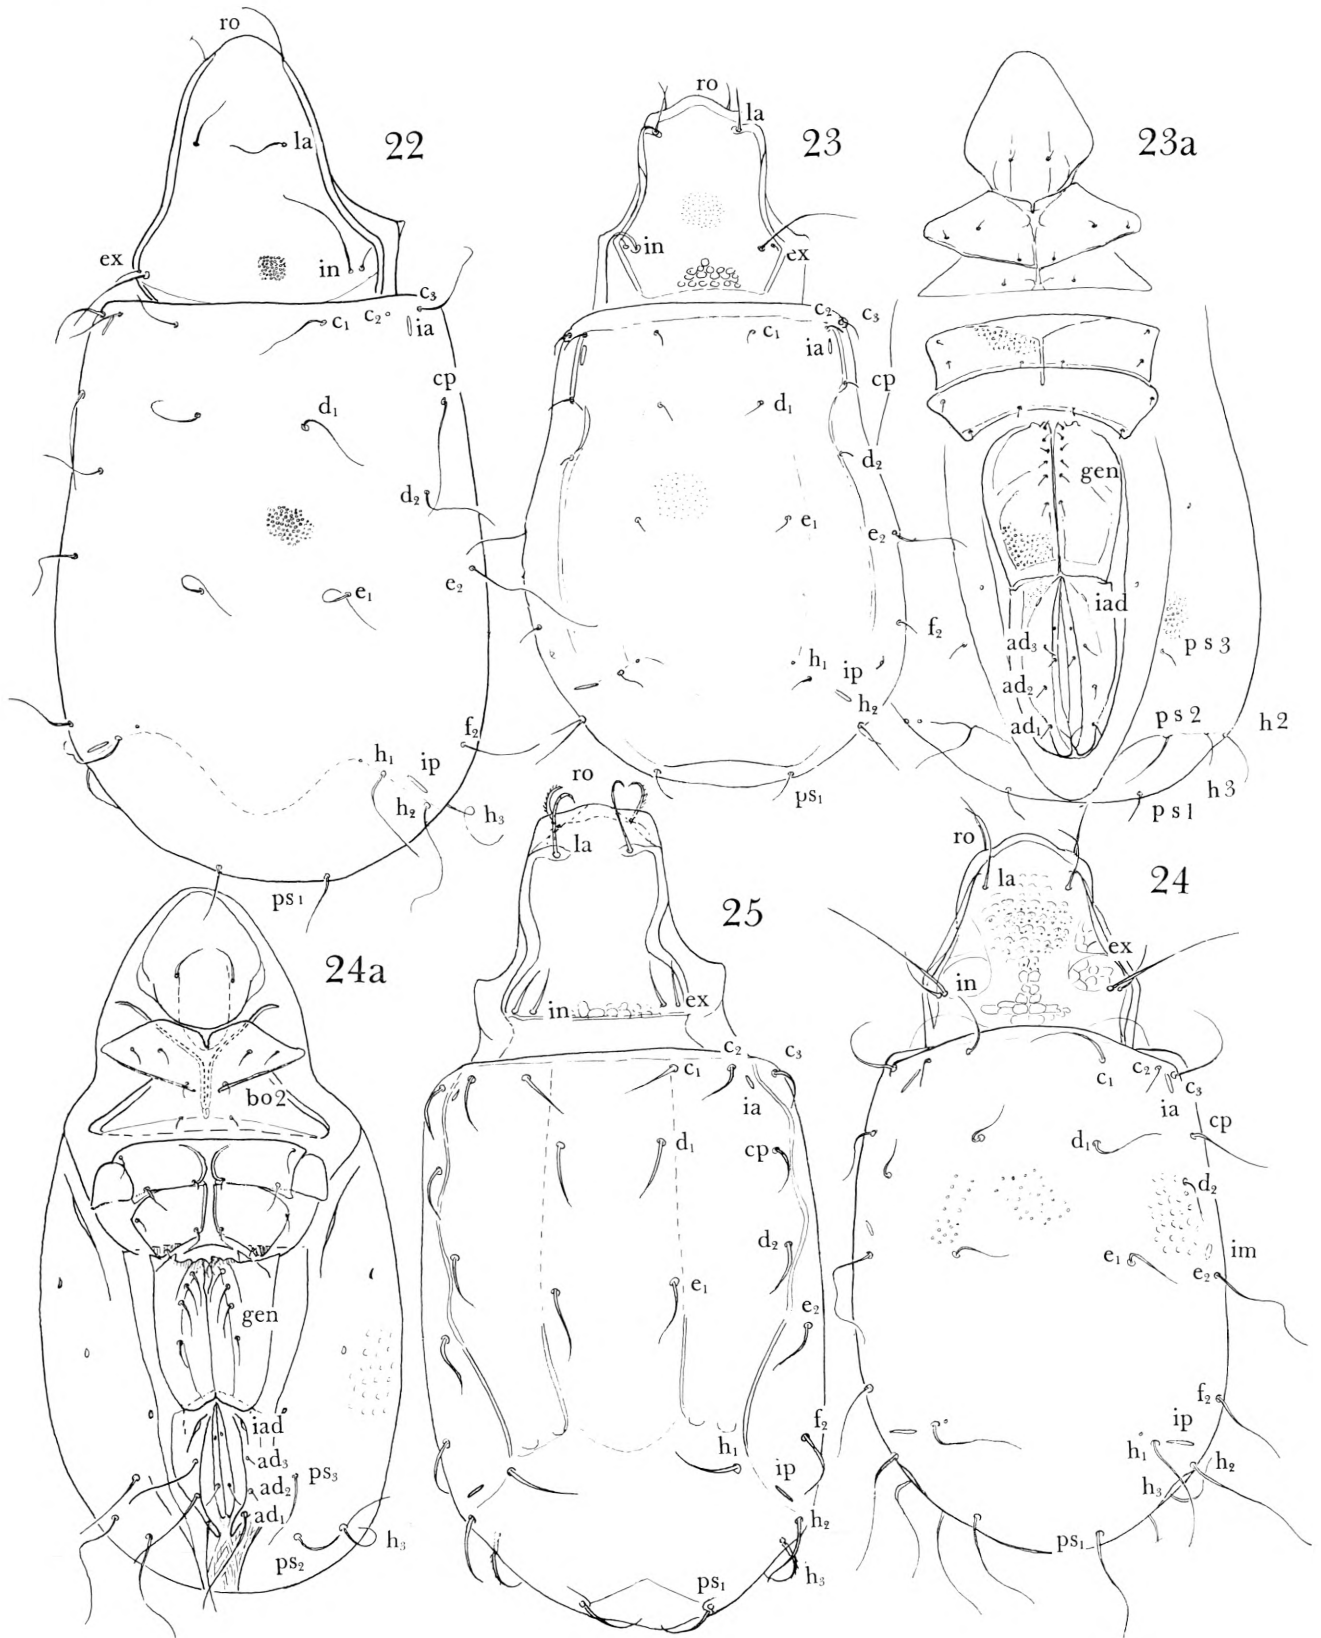 ro
la
22
ex
in
c₃
c₁ c₂
ia
cp
d₁
d₂
e₁
e₂
f₂
h₁
ip
h₂
h₃
ps₁
ro
la
23
in
ex
c₂
c₃
c₁
ia
cp
d₁
d₂
e₁
e₂
f₂
h₁
ip
h₂
ps₁
23a
gen
iad
ad₃
ps3
ad₂
ad₁
ps2
h2
h3
ps1
24a
bo2
gen
iad
ad₃
ps₃
ad₂
ad₁
ps₂
h₃
ro
la
25
in
ex
c₂
c₃
c₁
ia
d₁
cp
d₂
e₁
e₂
f₂
h₁
ip
h₂
h₃
ps₁
ro
la
24
ex
in
c₁
c₂
c₃
ia
cp
d₁
d₂
im
e₁
e₂
f₂
ip
h₁
h₂
h₃
ps₁